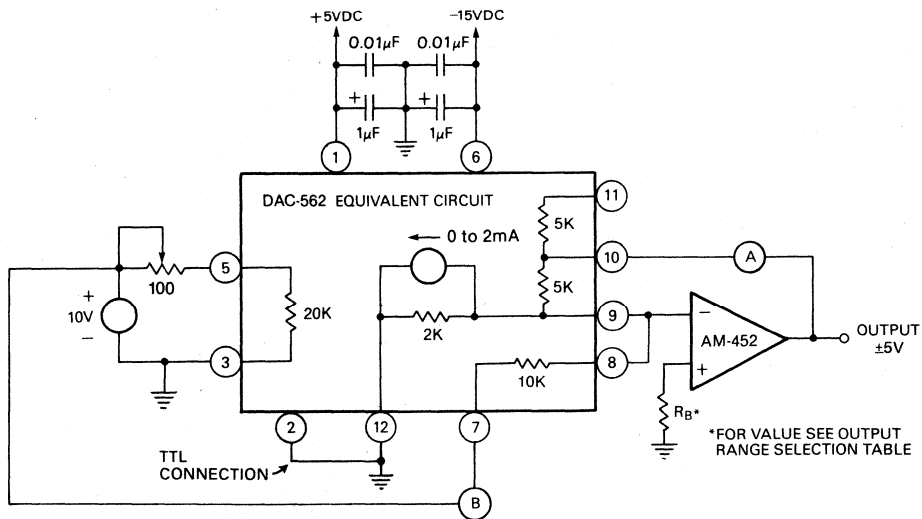 +5VDC
−15VDC
0.01µF
0.01µF
+
+
1µF
1µF
1
6
DAC-562 EQUIVALENT CIRCUIT
11
5K
0 to 2mA
10
A
5
5K
100
+
10V
−
20K
2K
9
−
AM-452
OUTPUT
±5V
3
8
+
10K
RB*
*FOR VALUE SEE OUTPUT
RANGE SELECTION TABLE
2
12
7
TTL
CONNECTION
B